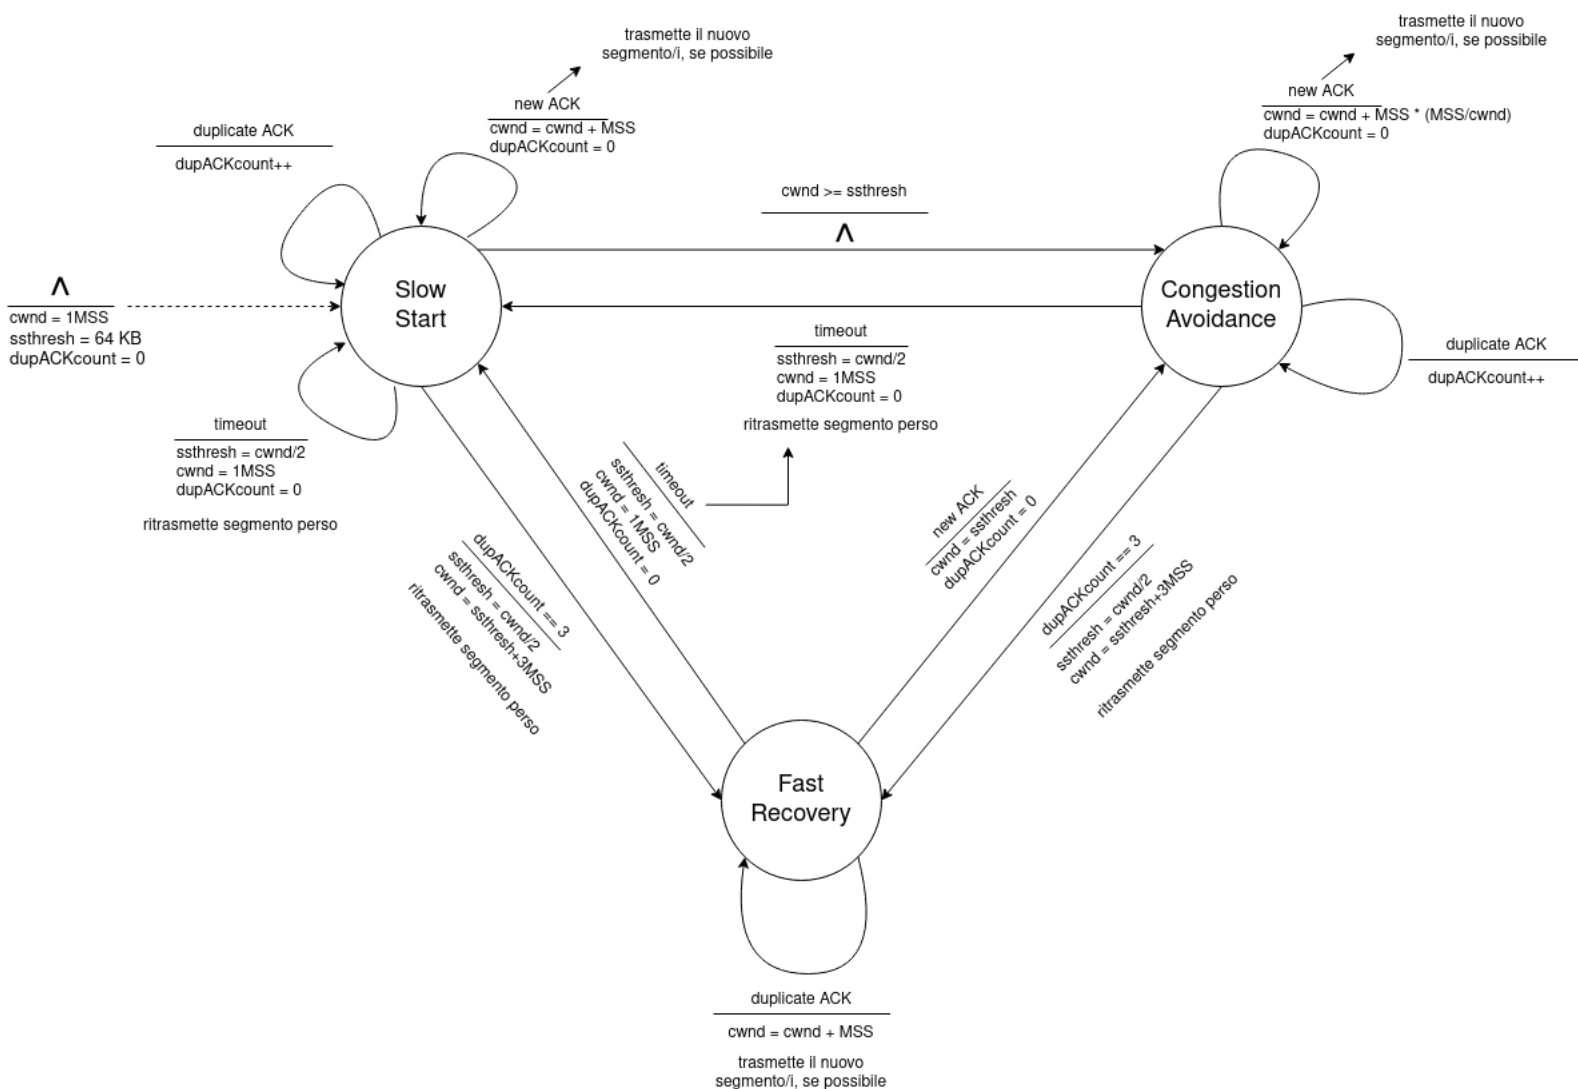 trasmette il nuovo
segmento/i, se possibile
new ACK
cwnd = cwnd + MSS
dupACKcount = 0
trasmette il nuovo
segmento/i, se possibile
new ACK
cwnd = cwnd + MSS * (MSS/cwnd)
dupACKcount = 0
duplicate ACK
dupACKcount++
cwnd >= ssthresh
Λ
Λ
cwnd = 1MSS
ssthresh = 64 KB
dupACKcount = 0
Slow
Start
Congestion
Avoidance
timeout
ssthresh = cwnd/2
cwnd = 1MSS
dupACKcount = 0
ritrasmette segmento perso
duplicate ACK
dupACKcount++
timeout
ssthresh = cwnd/2
cwnd = 1MSS
dupACKcount = 0
ritrasmette segmento perso
timeout
ssthresh = cwnd/2
cwnd = 1MSS
dupACKcount = 0
new ACK
cwnd = ssthresh
dupACKcount = 0
dupACKcount == 3
ssthresh = cwnd/2
cwnd = ssthresh+3MSS
ritrasmette segmento perso
dupACKcount == 3
ssthresh = cwnd/2
cwnd = ssthresh+3MSS
ritrasmette segmento perso
Fast
Recovery
duplicate ACK
cwnd = cwnd + MSS
trasmette il nuovo
segmento/i, se possibile